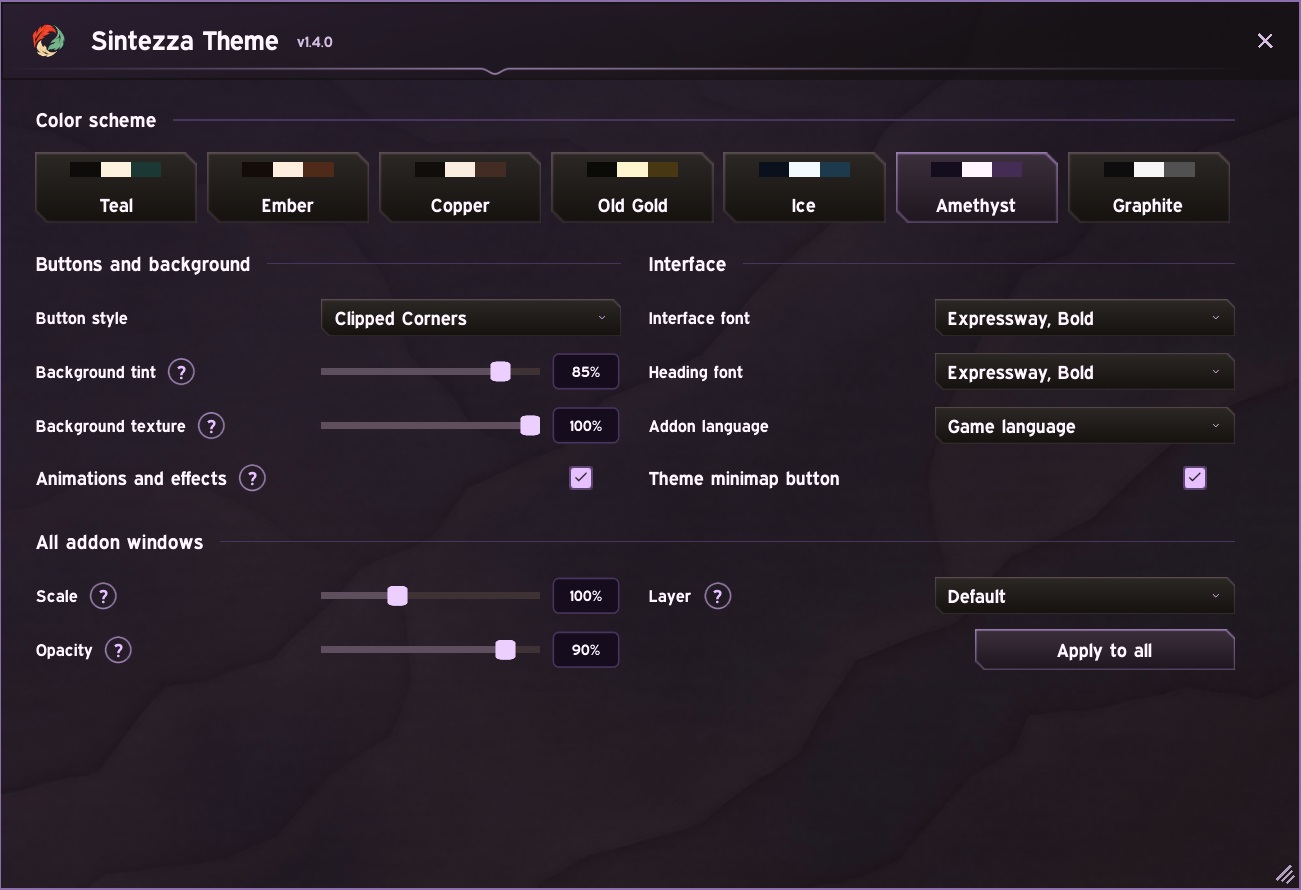 Sintezza Theme v1.4.0
Color scheme
Teal Ember Copper Old Gold Ice Amethyst Graphite
Buttons and background Interface
Button style Clipped Corners Interface font Expressway, Bold
Background tint ? 85% Heading font Expressway, Bold
Background texture ? 100% Addon language Game language
Animations and effects ? Theme minimap button
All addon windows
Scale ? 100% Layer ? Default
Opacity ? 90% Apply to all